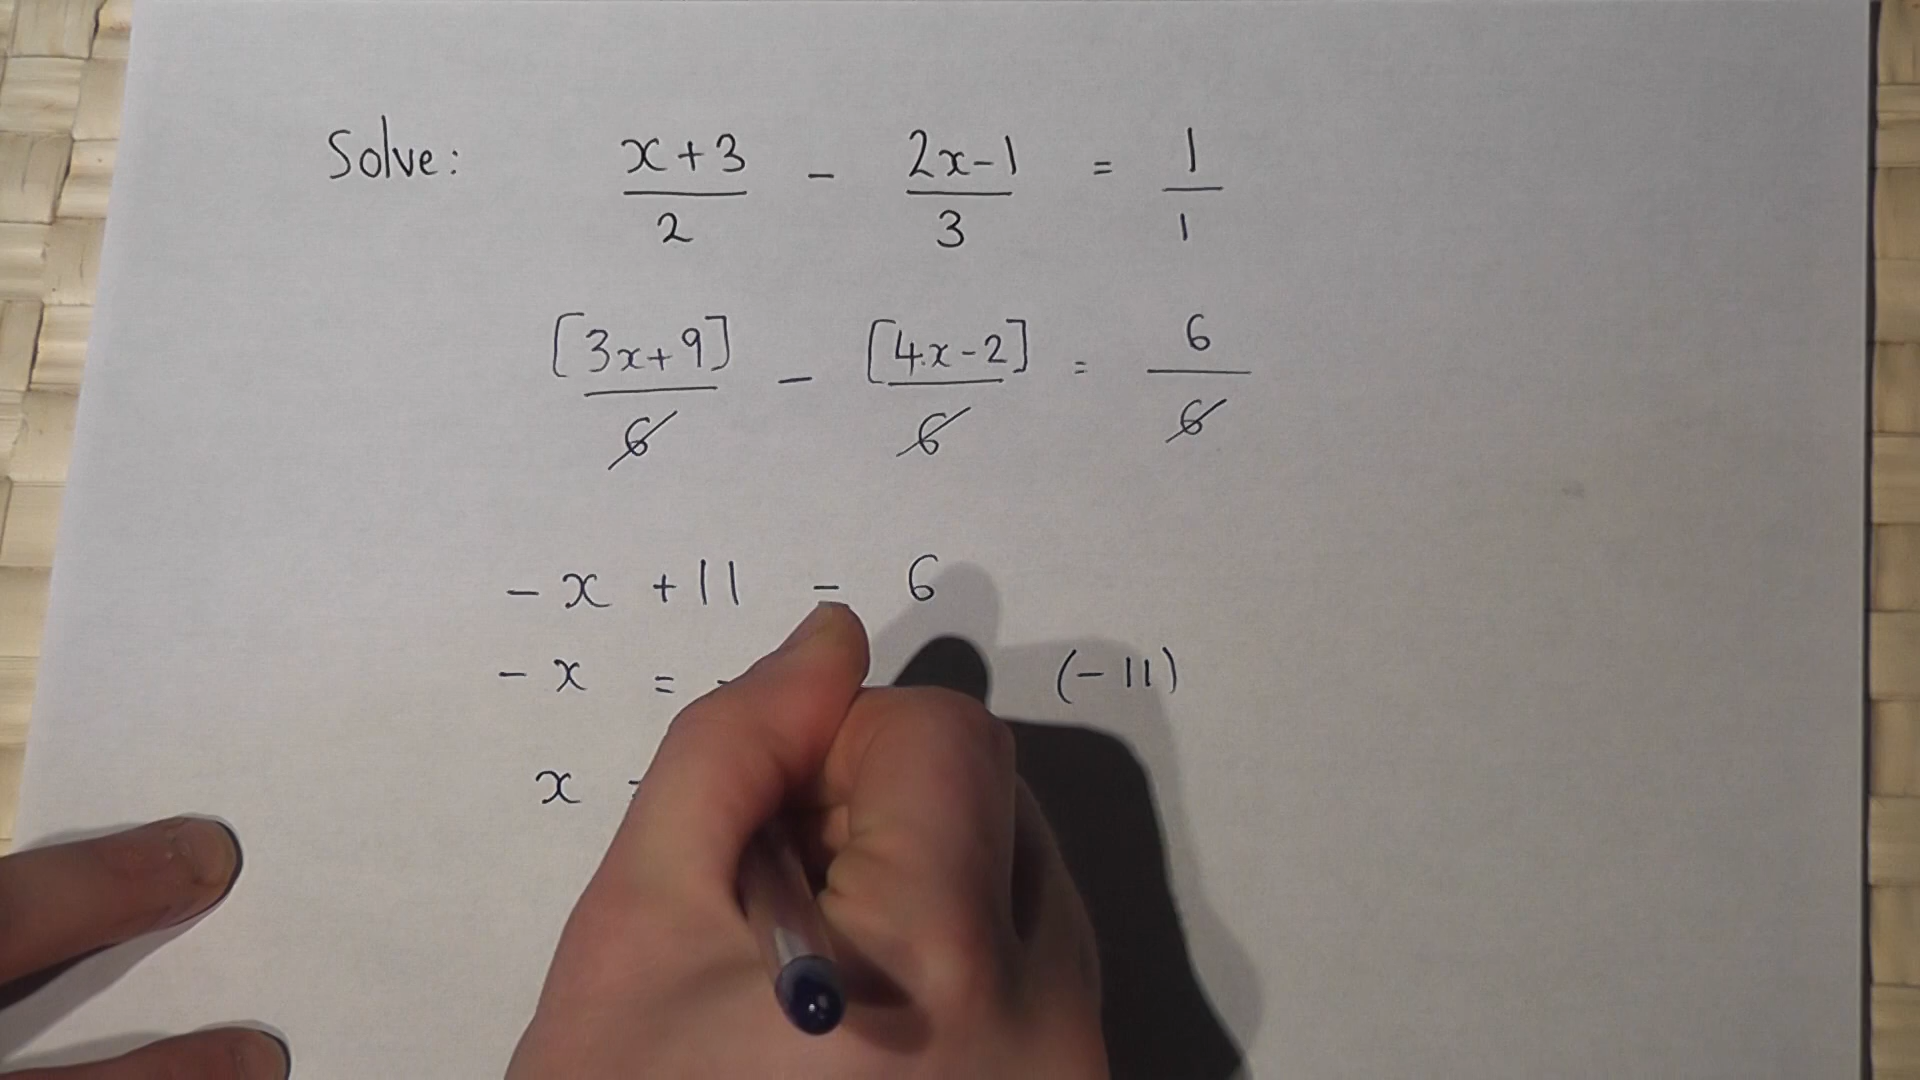 Solve: x+3/2 - 2x-1/3 = 1/1
[3x+9]/6 - [4x-2]/6 = 6/6
-x +11 = 6
-x = - (-11)
x =